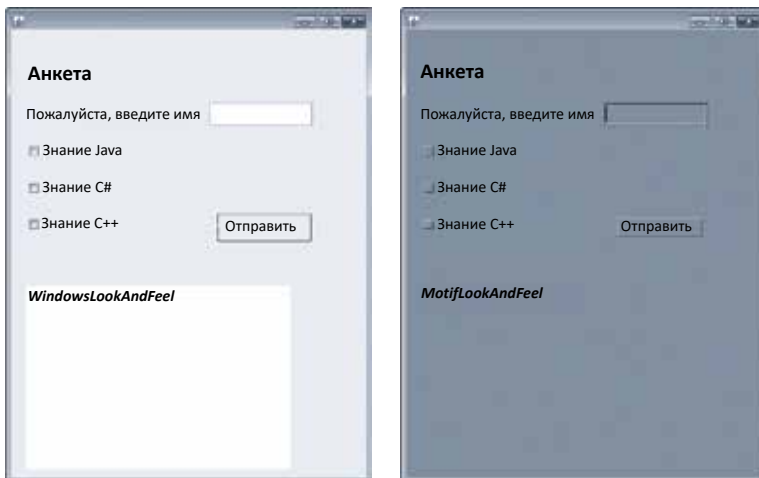 Анкета
Пожалуйста, введите имя
Знание Java
Знание C#
Знание C++
Отправить
WindowsLookAndFeel
Анкета
Пожалуйста, введите имя
Знание Java
Знание C#
Знание C++
Отправить
MotifLookAndFeel